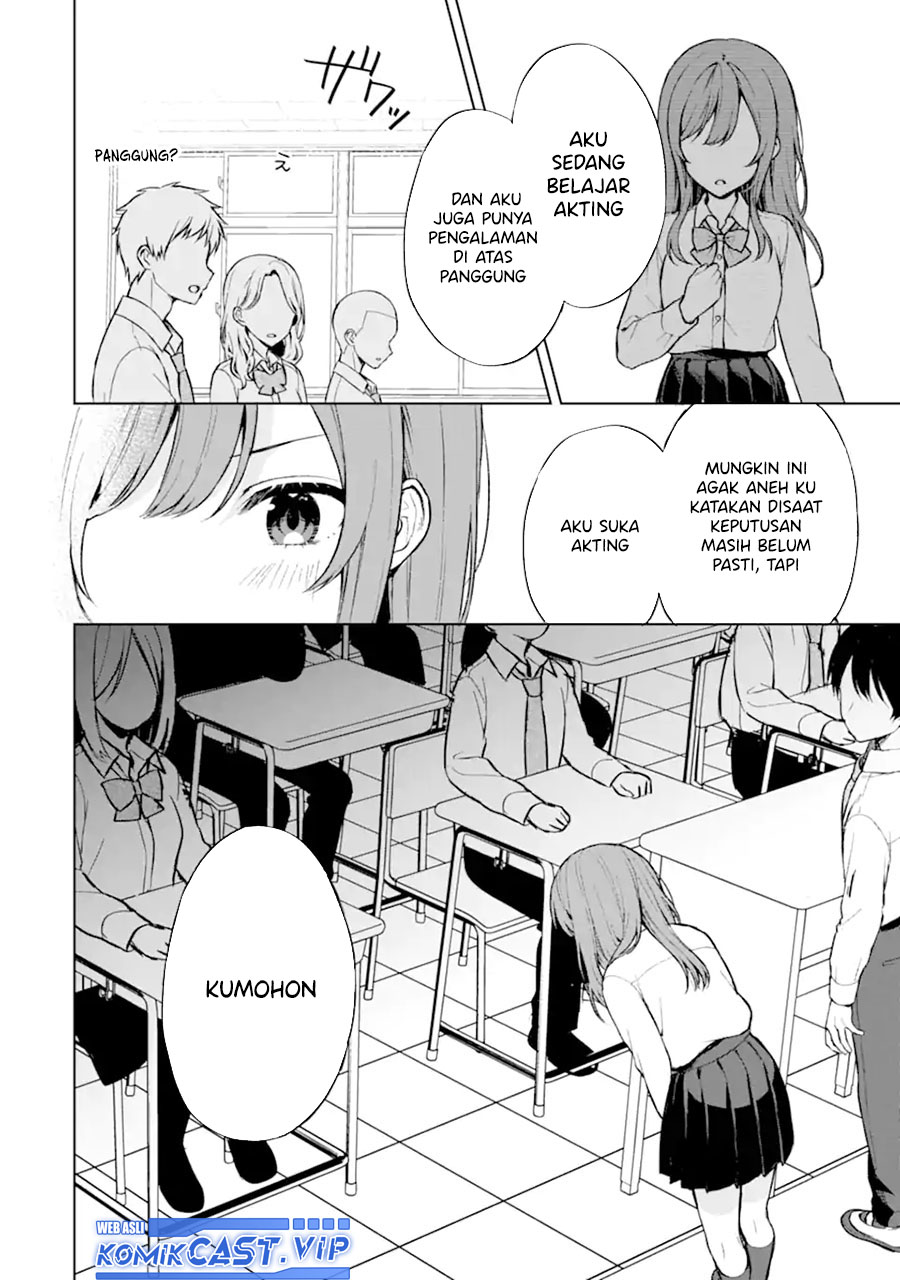 AKU
SEDANG
BELAJAR
AKTING
DAN AKU
JUGA PUNYA
PENGALAMAN
DI ATAS
PANGGUNG
ザワッ
え
PANGGUNG?
MUNGKIN INI
AGAK ANEH KU
KATAKAN DISAAT
KEPUTUSAN
MASIH BELUM
PASTI, TAPI
AKU SUKA
AKTING
KUMOHON
WEB ASLI
KOMIKCAST.VIP